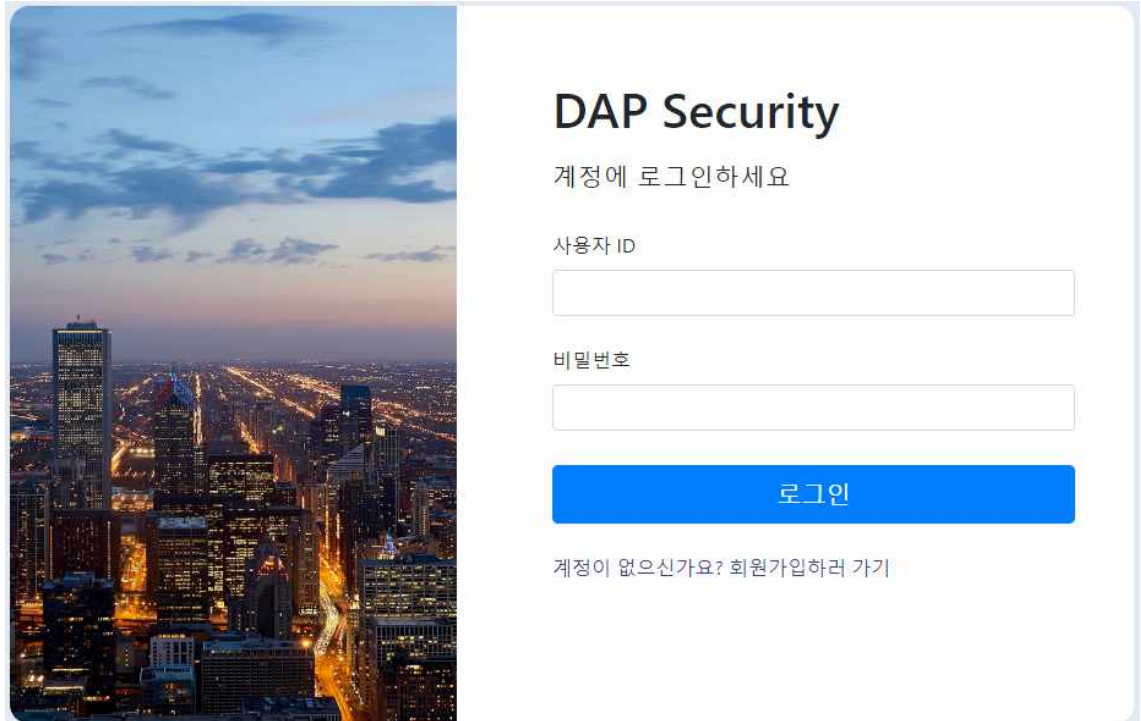 DAP Security
계정에 로그인하세요
사용자 ID
비밀번호
로그인
계정이 없으신가요? 회원가입하러 가기